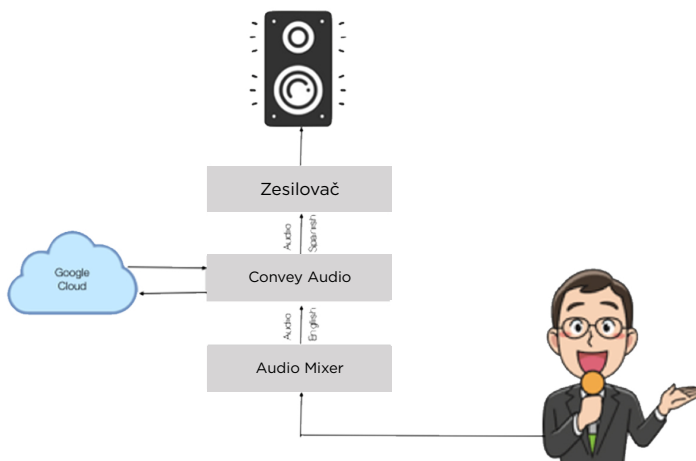 Zesilovač
Audio
Spanish
Google
Cloud
Convey Audio
Audio
English
Audio Mixer